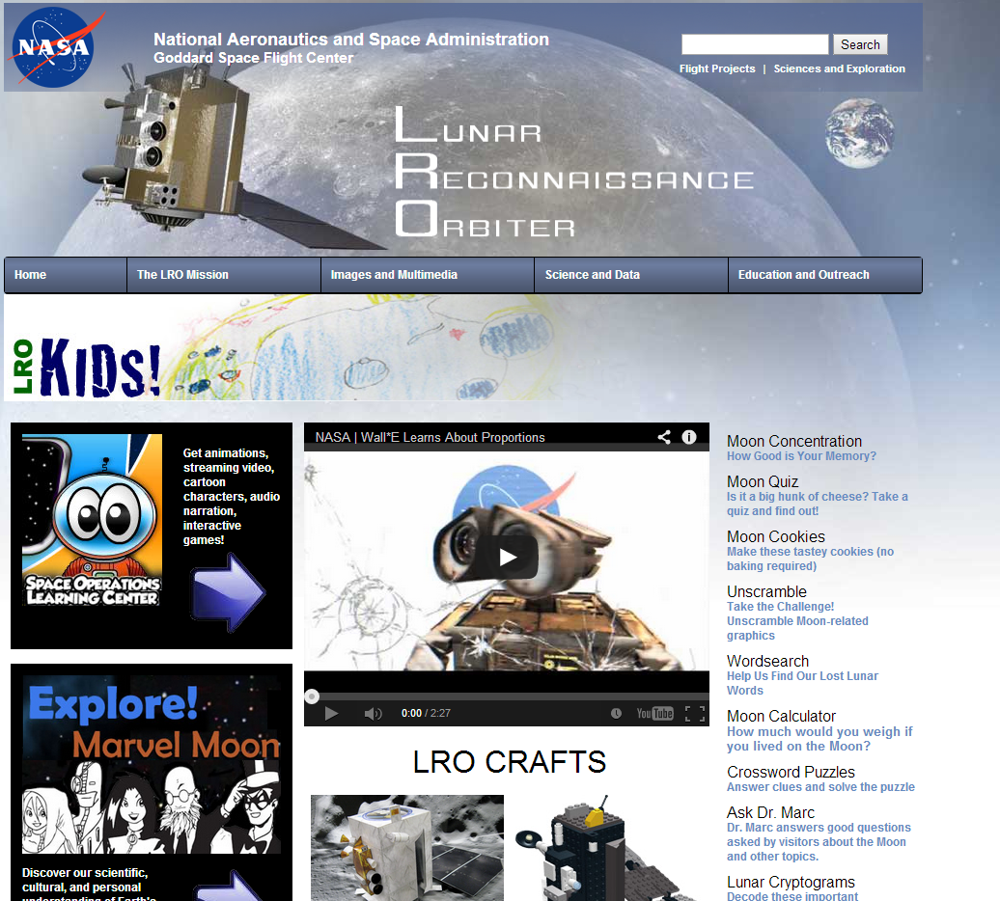 NASA
National Aeronautics and Space Administration
Goddard Space Flight Center
Search
Flight Projects | Sciences and Exploration
LUNAR
RECONNAISSANCE
ORBITER
Home
The LRO Mission
Images and Multimedia
Science and Data
Education and Outreach
LRO KIDS!
Get animations,
streaming video,
cartoon
characters, audio
narration,
interactive
games!
SPACE OPERATIONS
LEARNING CENTER
Explore!
Marvel Moon
Discover our scientific,
cultural, and personal
understanding of Earth's
NASA | Wall*E Learns About Proportions
0:00 / 2:27
YouTube
LRO CRAFTS
Moon Concentration
How Good is Your Memory?
Moon Quiz
Is it a big hunk of cheese? Take a
quiz and find out!
Moon Cookies
Make these tastey cookies (no
baking required)
Unscramble
Take the Challenge!
Unscramble Moon-related
graphics
Wordsearch
Help Us Find Our Lost Lunar
Words
Moon Calculator
How much would you weigh if
you lived on the Moon?
Crossword Puzzles
Answer clues and solve the puzzle
Ask Dr. Marc
Dr. Marc answers good questions
asked by visitors about the Moon
and other topics.
Lunar Cryptograms
Decode these important